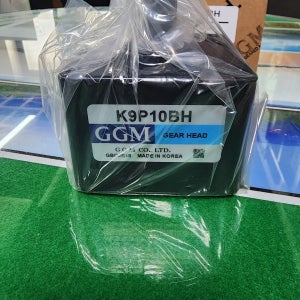 K9P10BH
GGM GEAR HEAD
G G M CO., LTD.
MADE IN KOREA
GGM